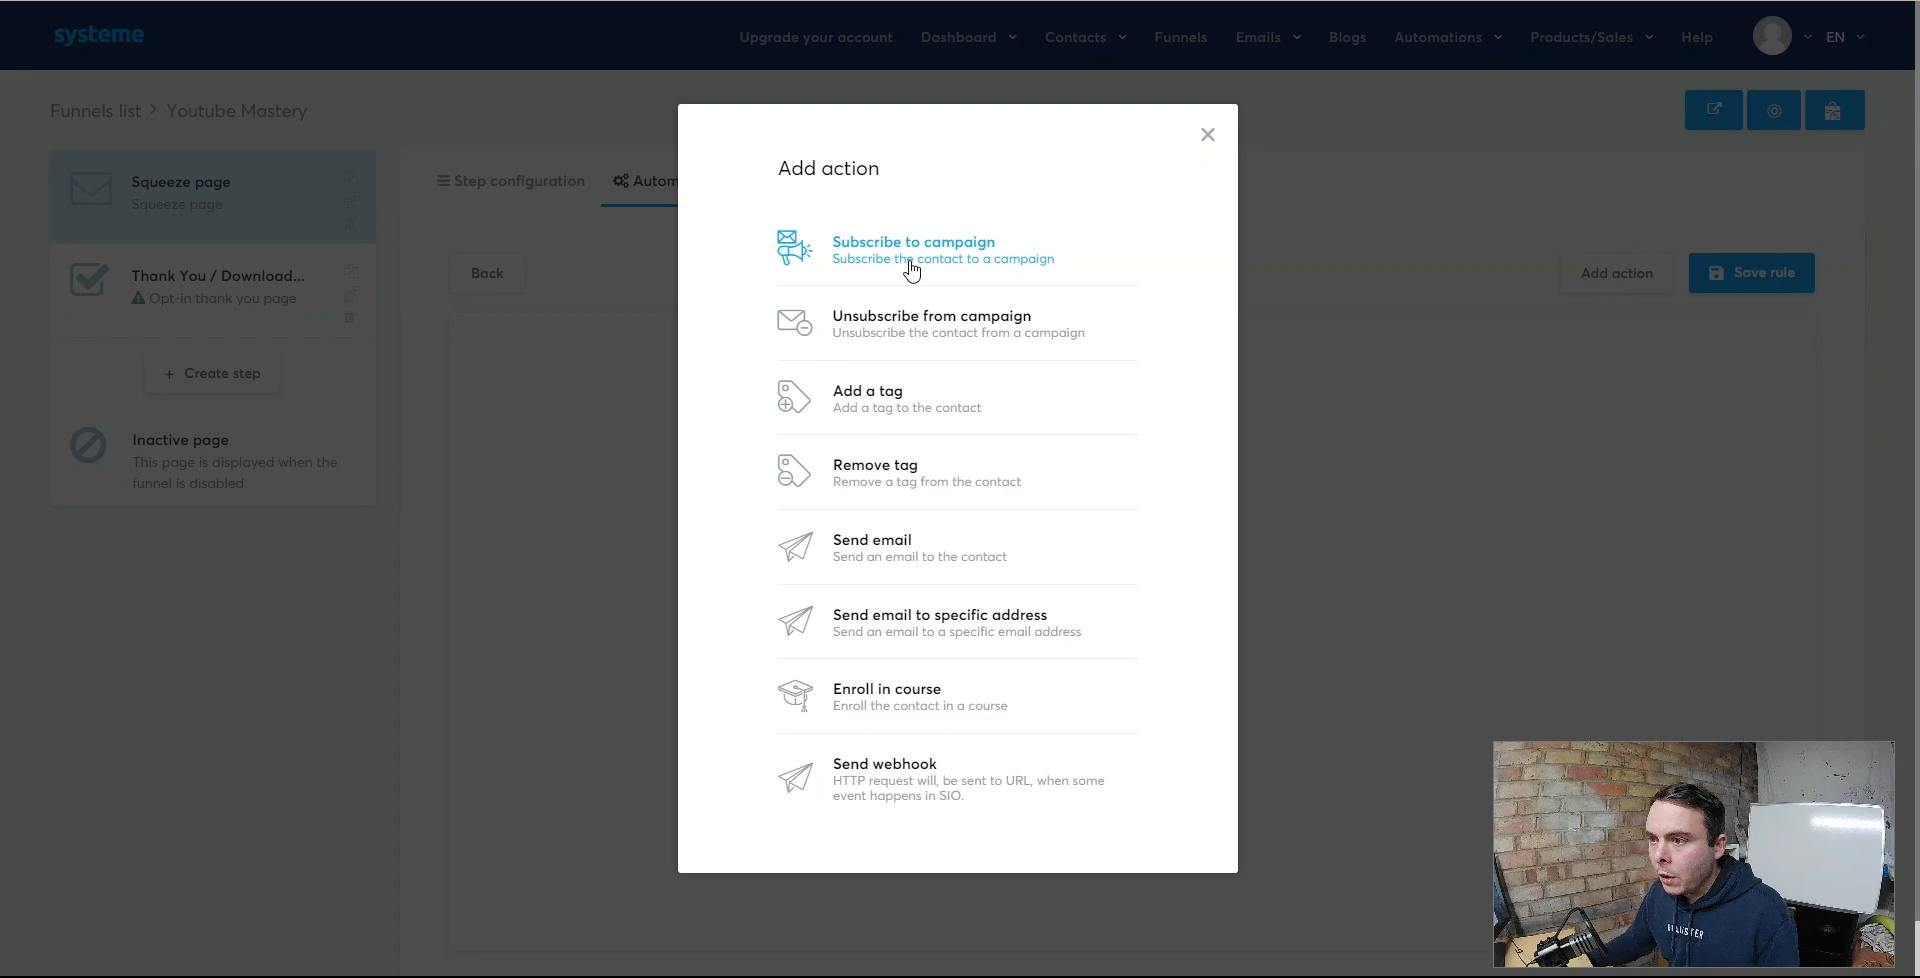 systeme
Upgrade your account
Dashboard
Contacts
Funnels
Emails
Blogs
Automations
Products/Sales
Help
EN
Funnels list > Youtube Mastery
Squeeze page
Squeeze page
Thank You / Download...
Opt-in thank you page
+ Create step
Inactive page
This page is displayed when the
funnel is disabled
Step configuration
Autom
Back
Add action
Save rule
Add action
Subscribe to campaign
Subscribe the contact to a campaign
Unsubscribe from campaign
Unsubscribe the contact from a campaign
Add a tag
Add a tag to the contact
Remove tag
Remove a tag from the contact
Send email
Send an email to the contact
Send email to specific address
Send an email to a specific email address
Enroll in course
Enroll the contact in a course
Send webhook
HTTP request will, be sent to URL, when some
event happens in SIO.